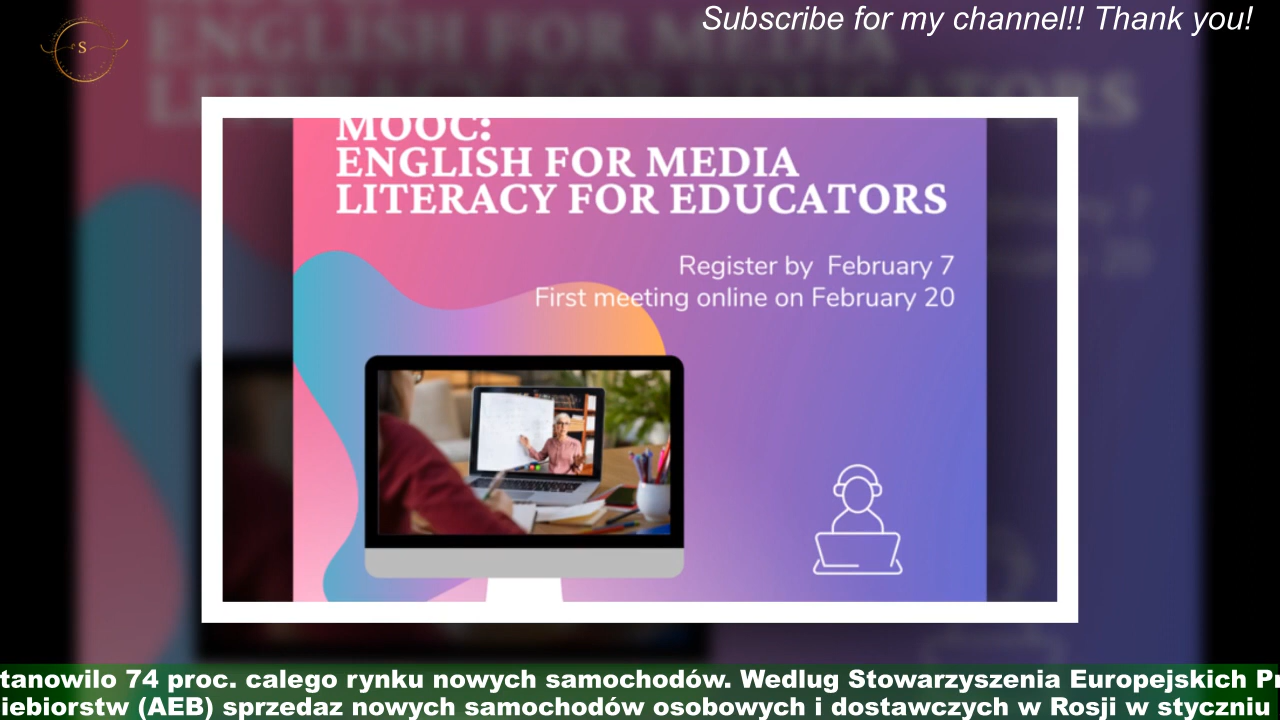 Subscribe for my channel!! Thank you!
S
MOOC:
ENGLISH FOR MEDIA
LITERACY FOR EDUCATORS
Register by February 7
First meeting online on February 20
tanowilo 74 proc. calego rynku nowych samochodów. Wedlug Stowarzyszenia Europejskich Pr
iebiorstw (AEB) sprzedaz nowych samochodów osobowych i dostawczych w Rosji w styczniu